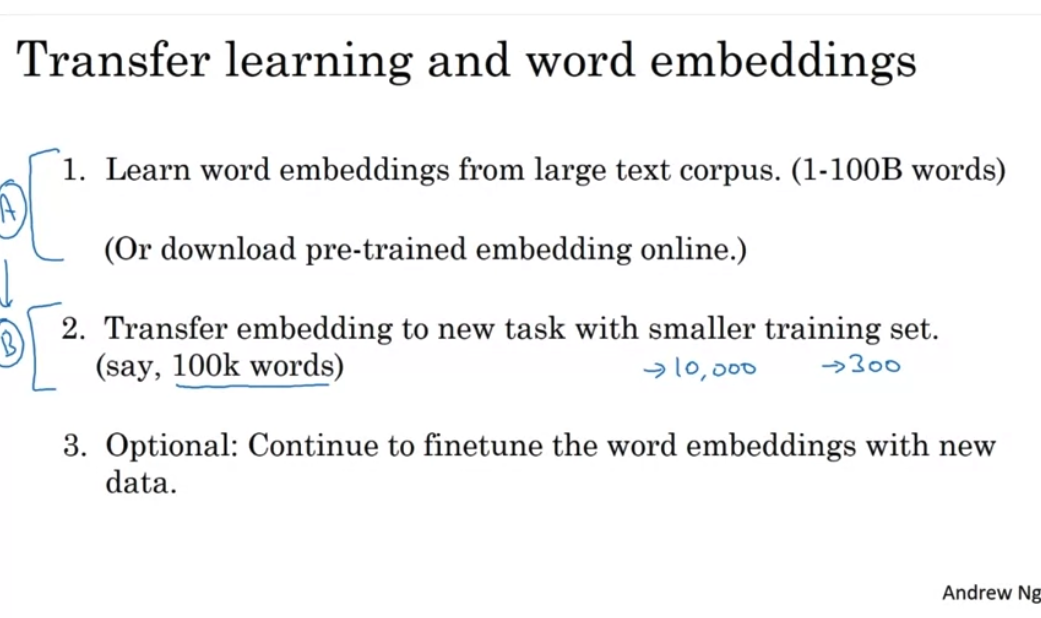 Transfer learning and word embeddings
A
1. Learn word embeddings from large text corpus. (1-100B words)
(Or download pre-trained embedding online.)
B
2. Transfer embedding to new task with smaller training set.
(say, 100k words) →10,000 →300
3. Optional: Continue to finetune the word embeddings with new
data.
Andrew Ng